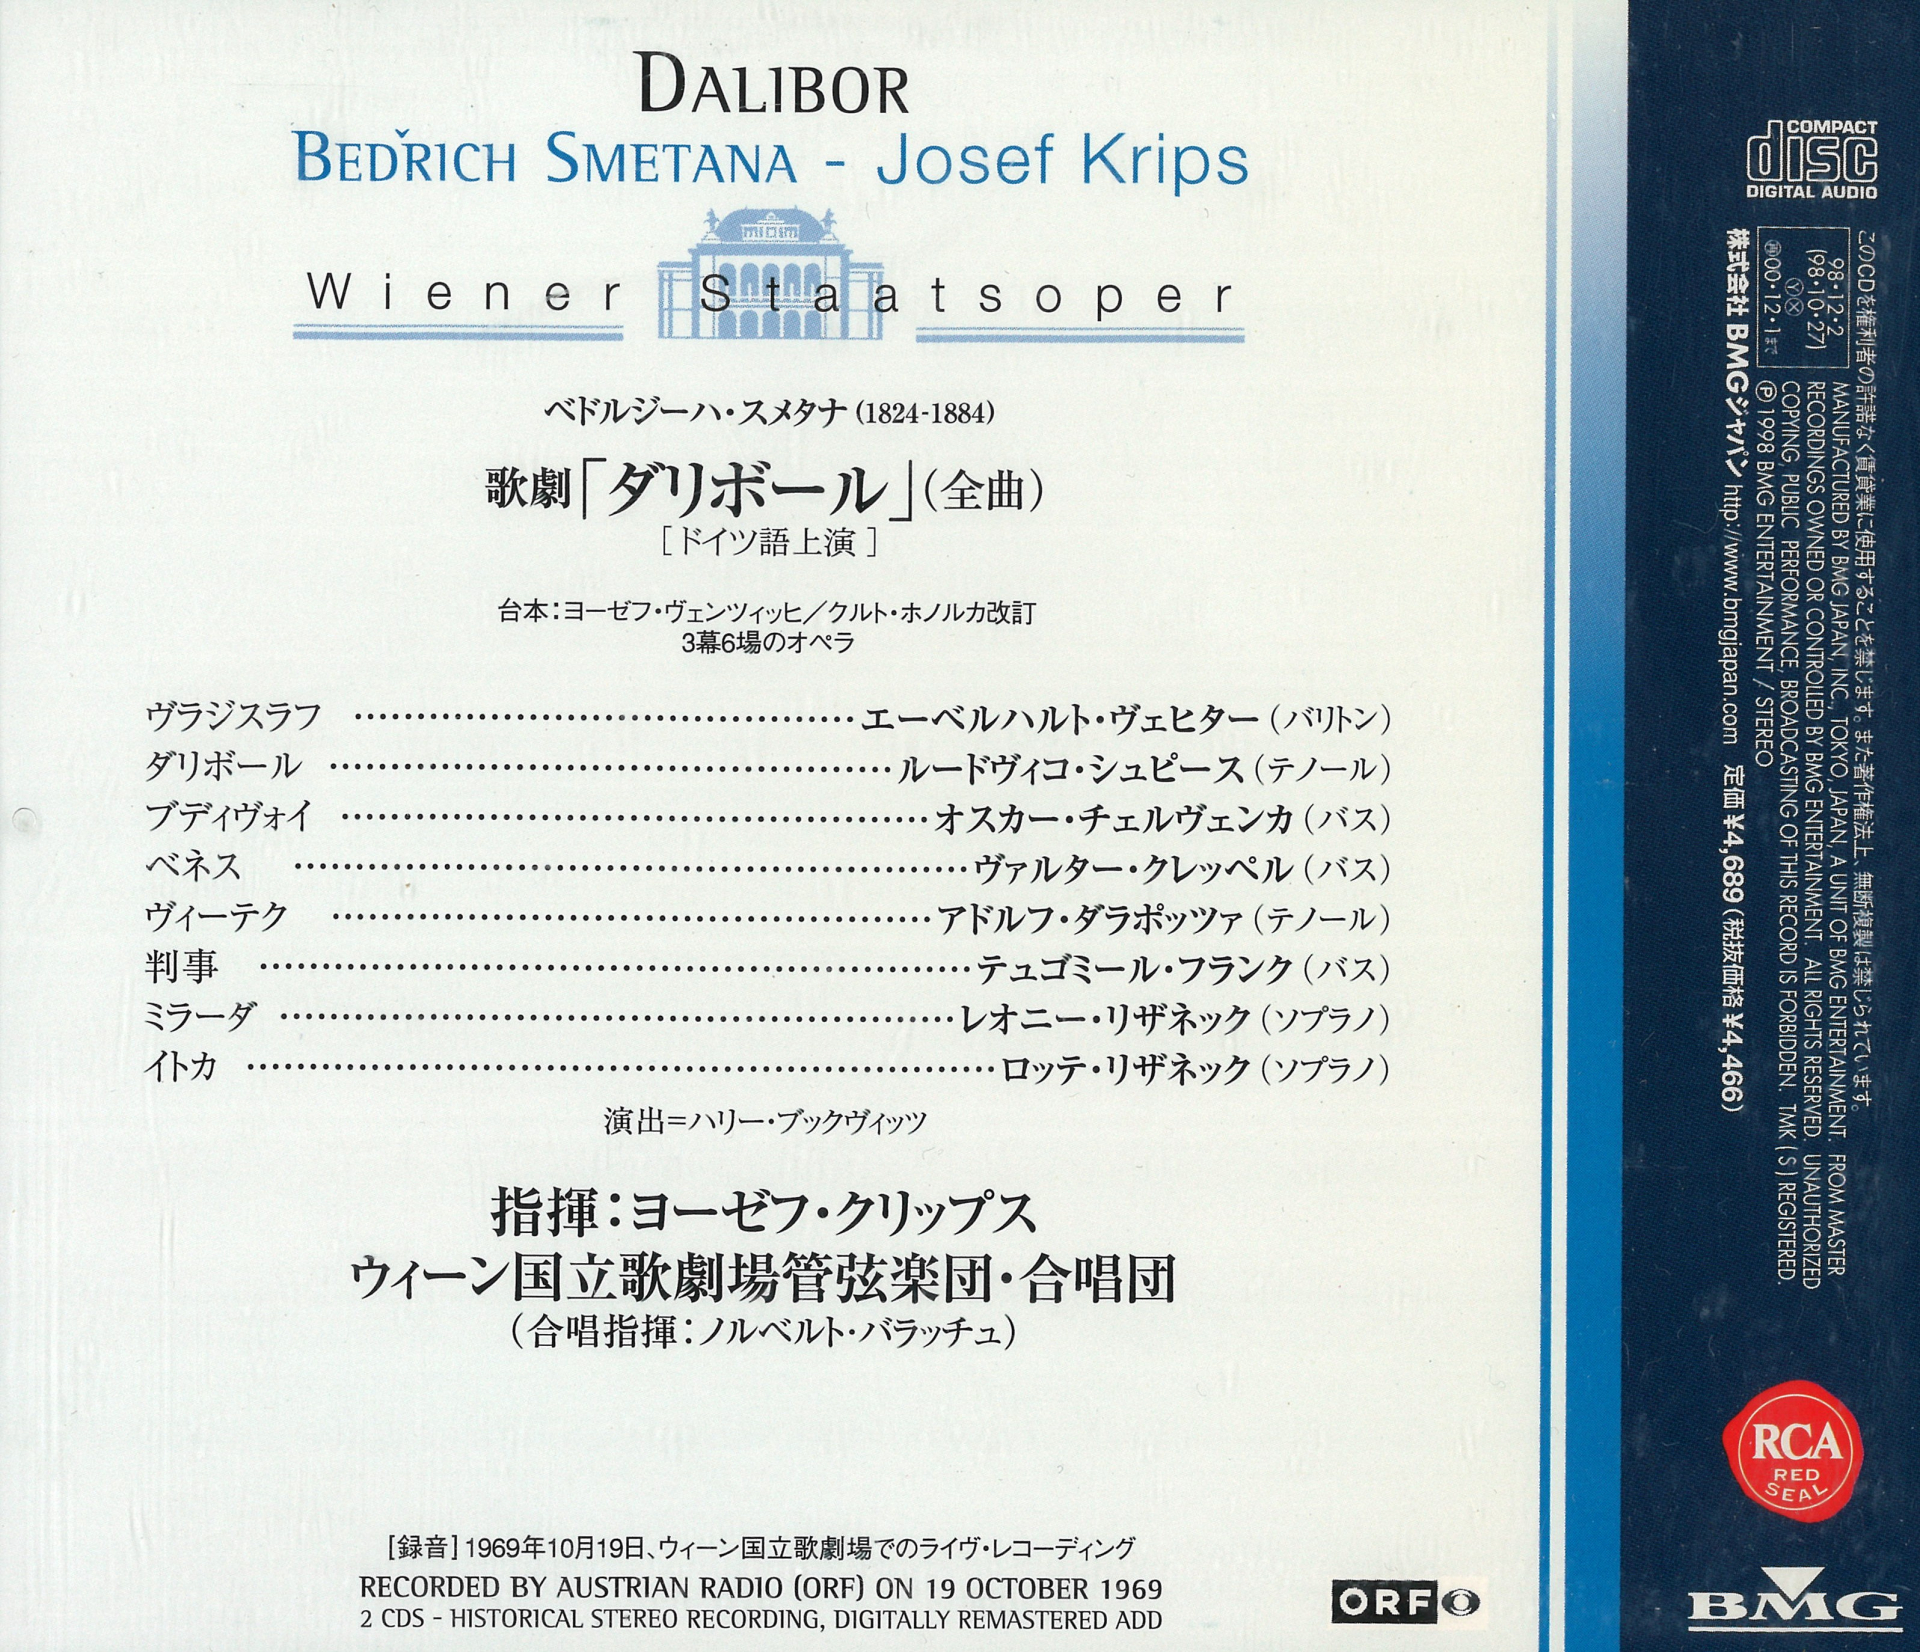 DALIBOR
BEDŘICH SMETANA - Josef Krips
Wiener Staatsoper
ベドルジーハ・スメタナ(1824-1884)
歌劇「ダリボール」(全曲)
[ドイツ語上演]
台本:ヨーゼフ・ヴェンツィッヒ/クルト・ホノルカ改訂
3幕6場のオペラ
ヴラジスラフ ……………………………… エーベルハルト・ヴェヒター(バリトン)
ダリボール ……………………………… ルードヴィコ・シュピース(テノール)
ブディヴォイ ……………………………… オスカー・チェルヴェンカ(バス)
ベネス ……………………………… ヴァルター・クレッペル(バス)
ヴィーテク ……………………………… アドルフ・ダラポッツァ(テノール)
判事 ……………………………… テュゴミール・フランク(バス)
ミラーダ ……………………………… レオニー・リザネック(ソプラノ)
イトカ ……………………………… ロッテ・リザネック(ソプラノ)
演出=ハリー・ブックヴィッツ
指揮:ヨーゼフ・クリップス
ウィーン国立歌劇場管弦楽団・合唱団
(合唱指揮:ノルベルト・バラッチュ)
[録音]1969年10月19日、ウィーン国立歌劇場でのライヴ・レコーディング
RECORDED BY AUSTRIAN RADIO (ORF) ON 19 OCTOBER 1969
2 CDS - HISTORICAL STEREO RECORDING, DIGITALLY REMASTERED ADD
ORF
COMPACT
disc
DIGITAL AUDIO
このCDを権利者の許諾なく賃貸業に使用することを禁じます。また著作権法上、無断複製は禁じられています。
98・12・2
(98・10・27)
Ⓨ Ⓧ
再00・12・1まで
MANUFACTURED BY BMG JAPAN, INC., TOKYO, JAPAN, A UNIT OF BMG ENTERTAINMENT. FROM MASTER
RECORDINGS OWNED OR CONTROLLED BY BMG ENTERTAINMENT. ALL RIGHTS RESERVED. UNAUTHORIZED
COPYING, PUBLIC PERFORMANCE, BROADCASTING OF THIS RECORD IS FORBIDDEN. TMK(S) REGISTERED.
Ⓟ 1998 BMG ENTERTAINMENT / STEREO
株式会社 BMGジャパン http://www.bmgjapan.com 定価¥4,689(税抜価格¥4,466)
RCA
RED
SEAL
BMG